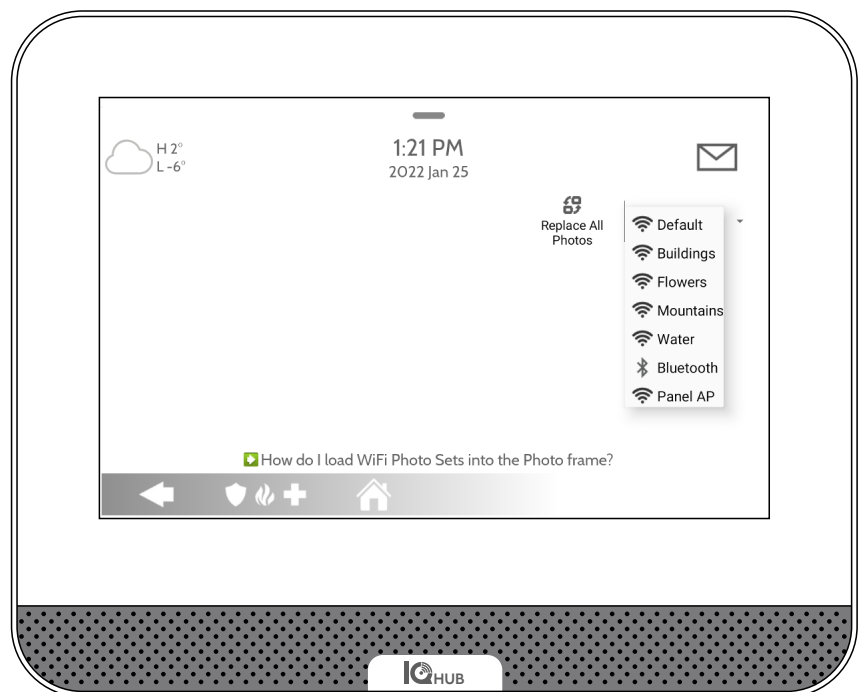 H 2°
L -6°
1:21 PM
2022 Jan 25
Replace All
Photos
Default
Buildings
Flowers
Mountains
Water
Bluetooth
Panel AP
How do I load WiFi Photo Sets into the Photo frame?
IQ HUB